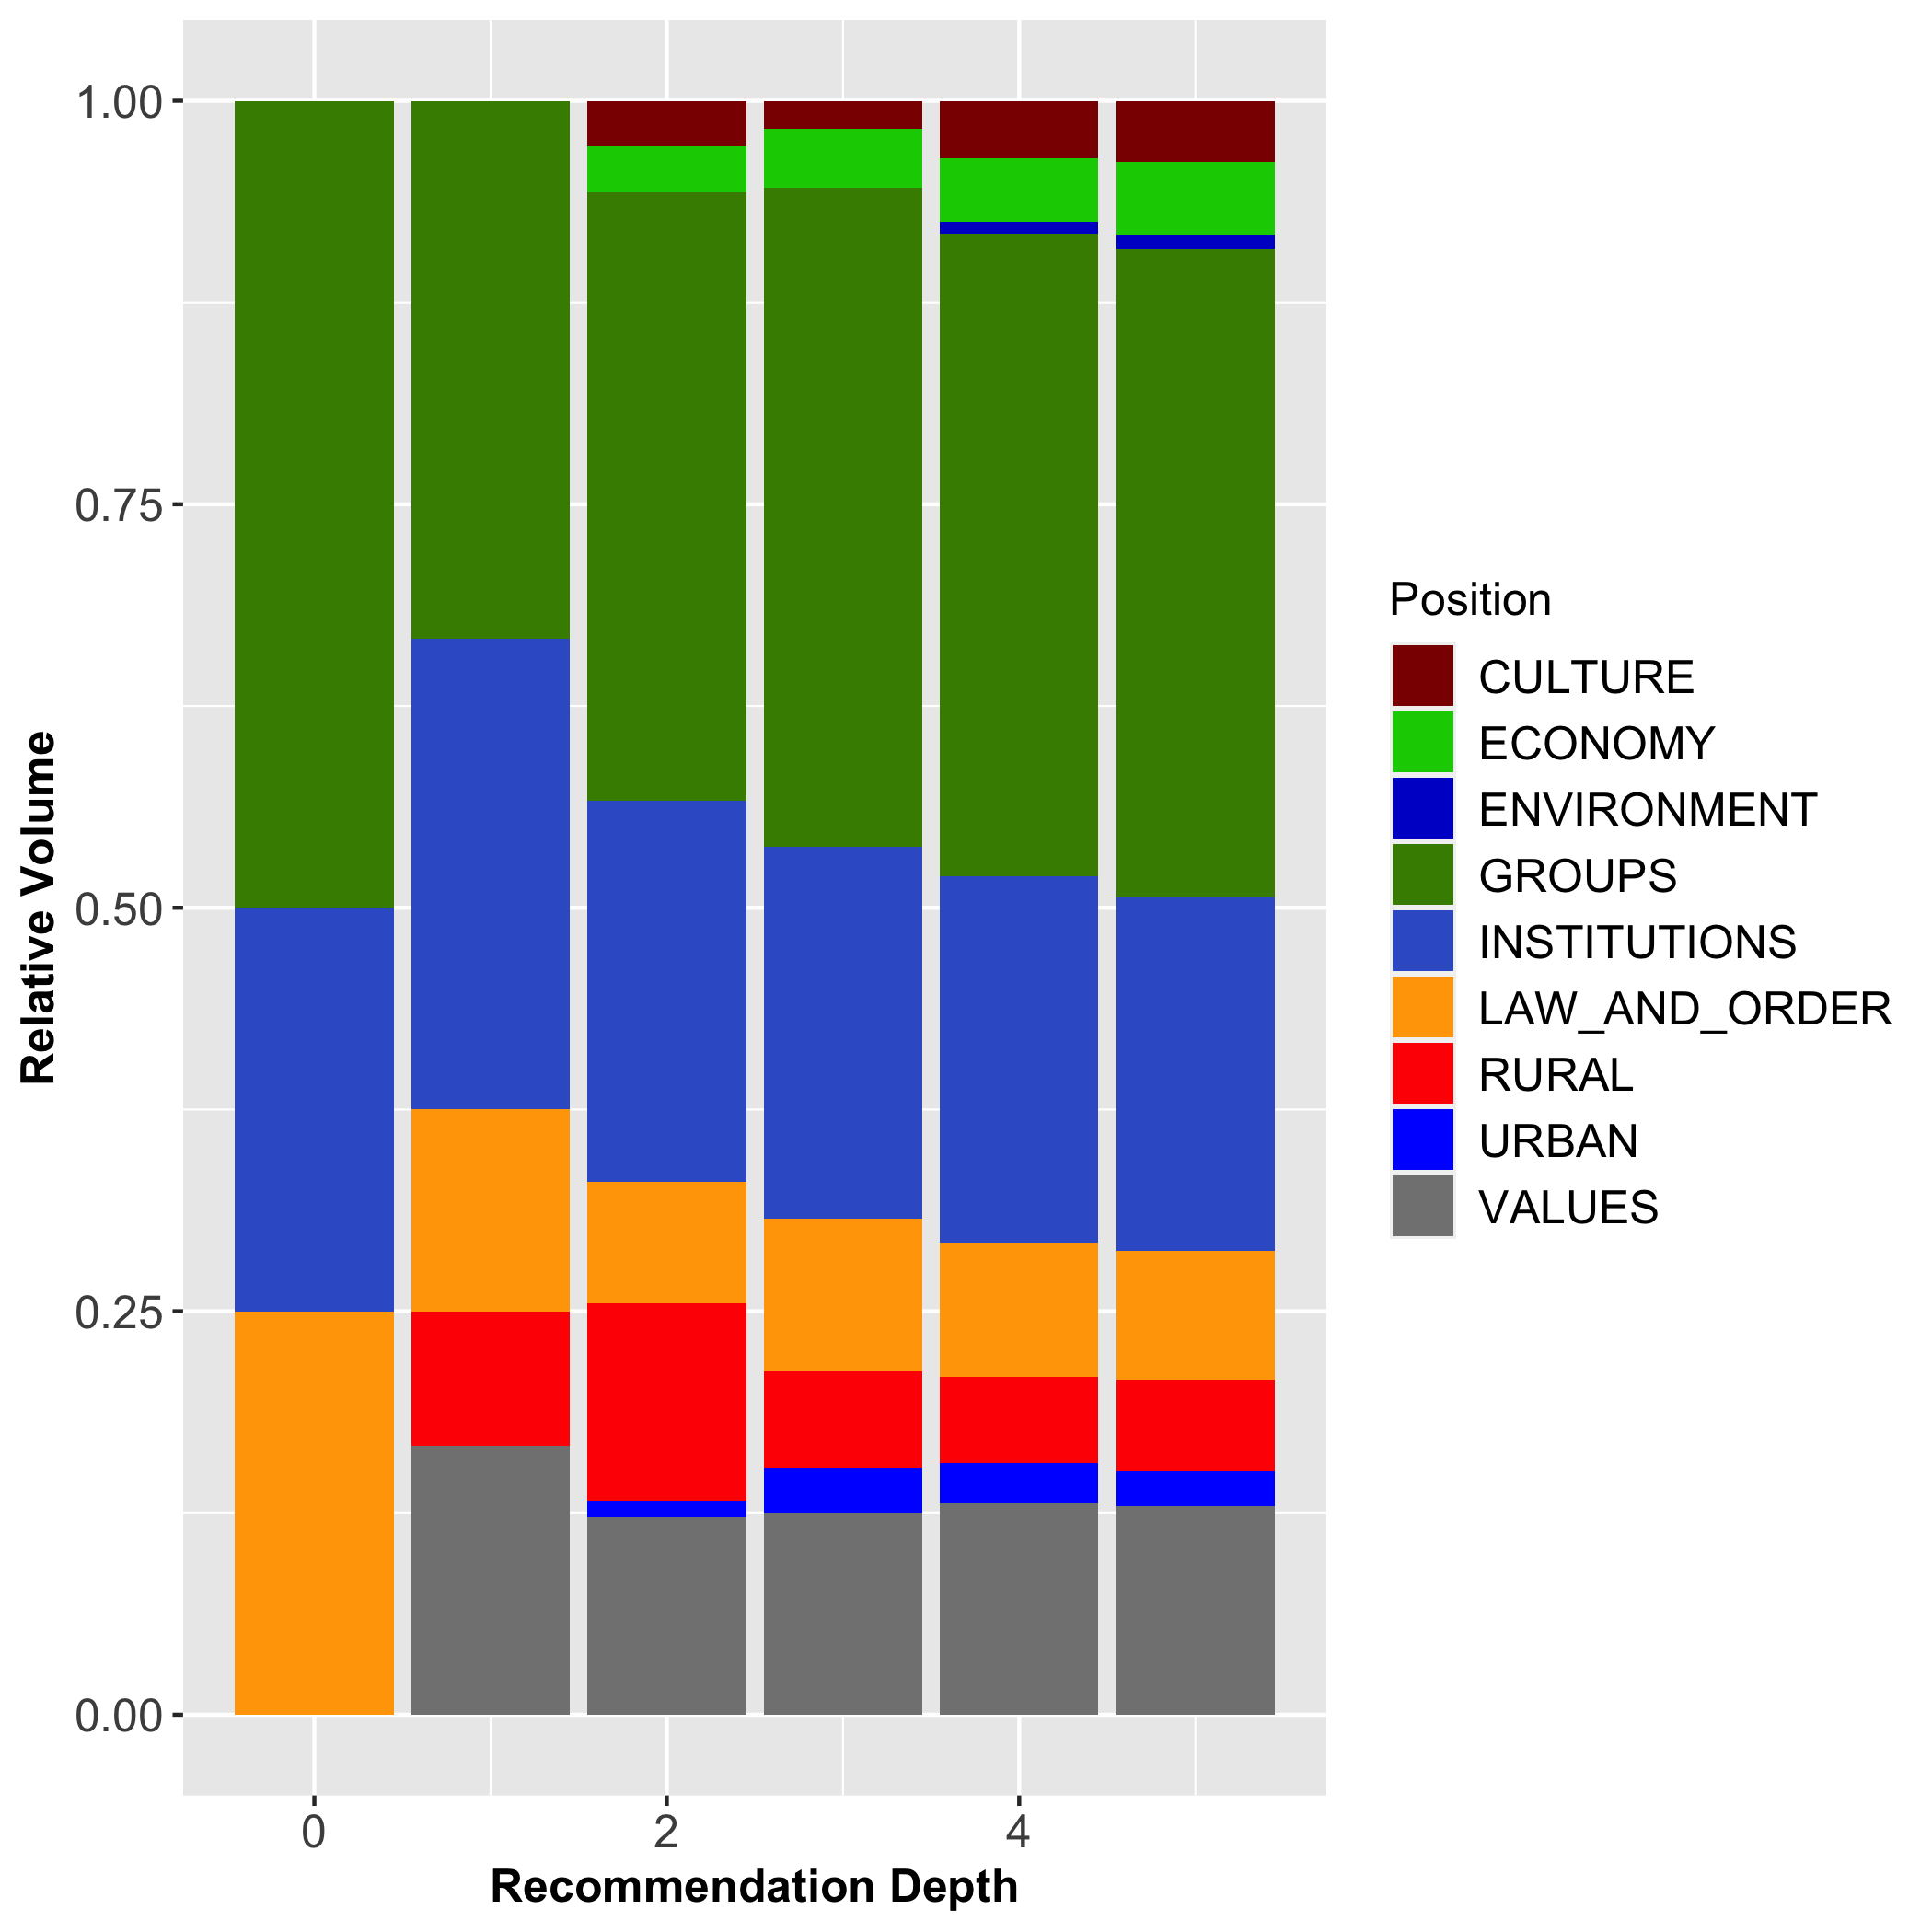 1.00
0.75
0.50
0.25
0.00
Relative Volume
0
2
4
Recommendation Depth
Position
CULTURE
ECONOMY
ENVIRONMENT
GROUPS
INSTITUTIONS
LAW_AND_ORDER
RURAL
URBAN
VALUES